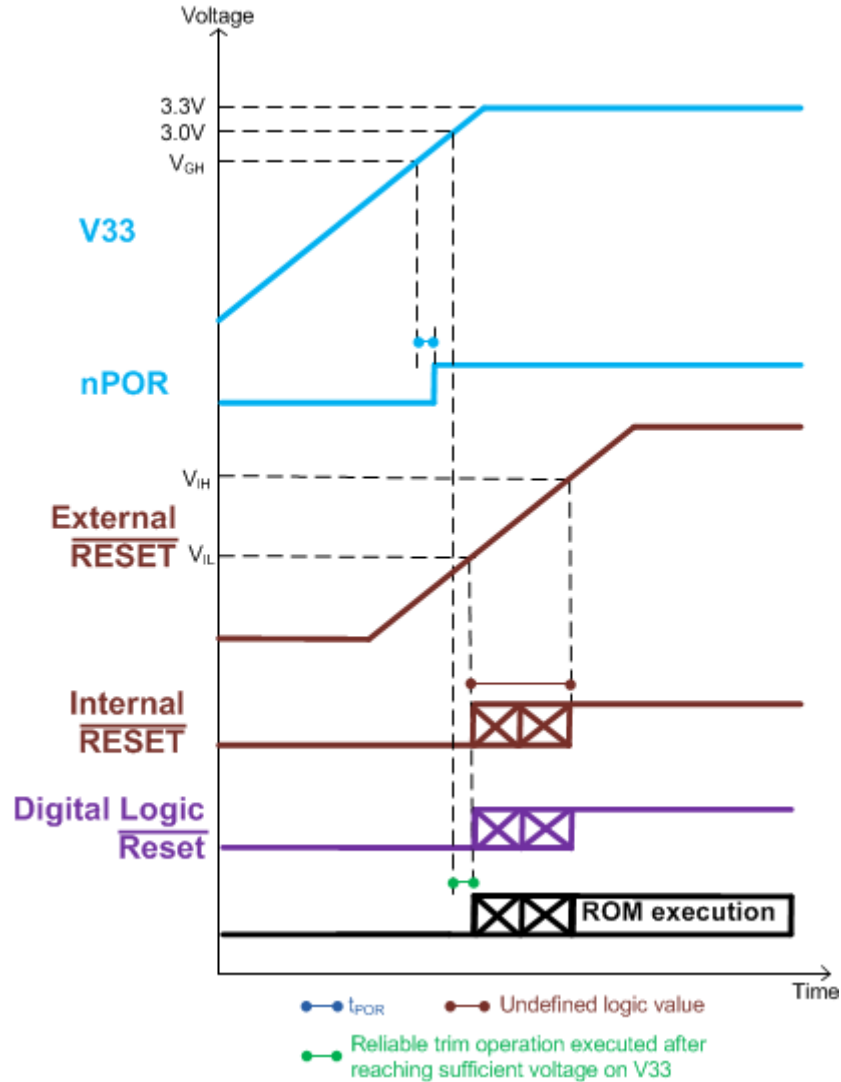 Voltage
3.3V
3.0V
VGH
V33
nPOR
VIH
External
RESET
VIL
Internal
RESET
Digital Logic
Reset
ROM execution
Time
tPOR
Undefined logic value
Reliable trim operation executed after
reaching sufficient voltage on V33